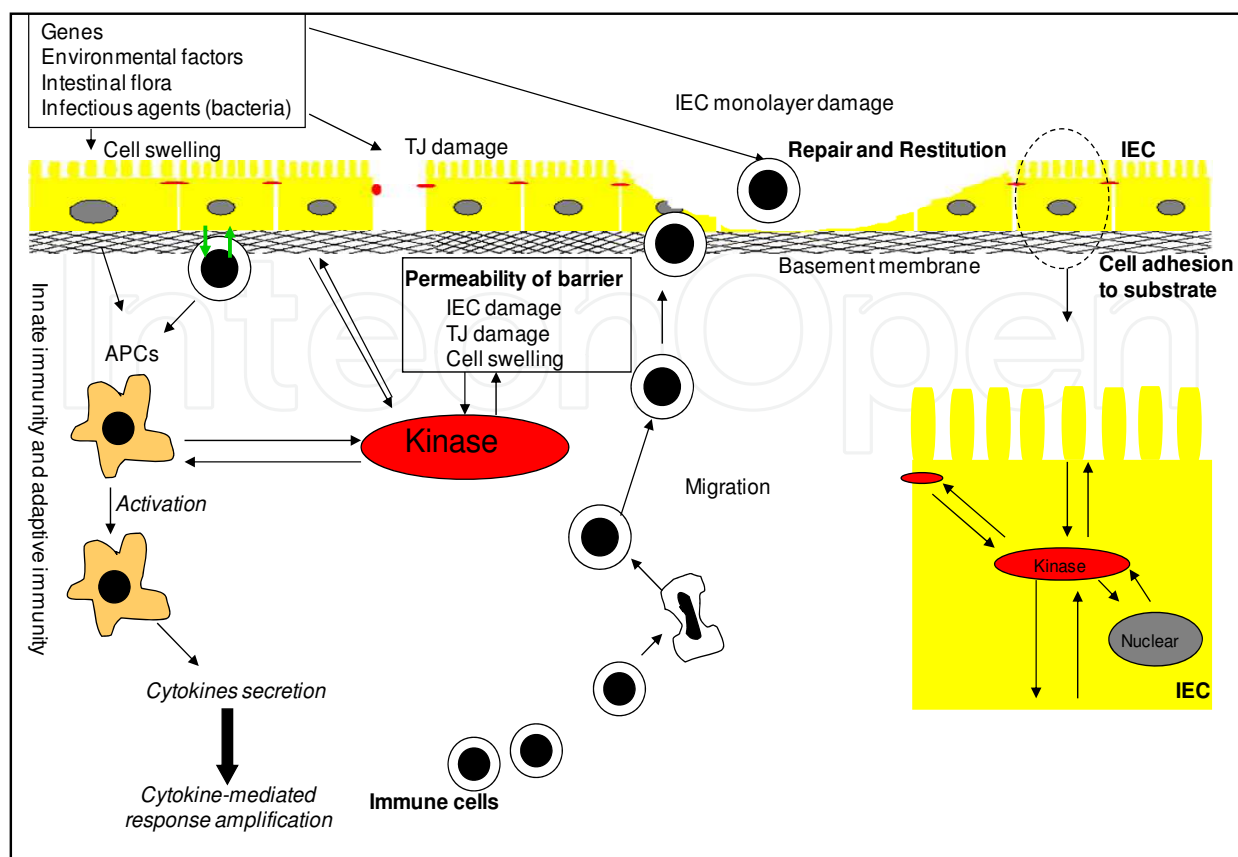 Genes
Environmental factors
Intestinal flora
Infectious agents (bacteria)
Cell swelling
TJ damage
IEC monolayer damage
Repair and Restitution
IEC
Basement membrane
Cell adhesion
to substrate
Permeability of barrier
IEC damage
TJ damage
Cell swelling
Innate immunity and adaptive immunity
APCs
Kinase
Activation
Migration
Cytokines secretion
Cytokine-mediated
response amplification
Immune cells
Kinase
Nuclear
IEC
IntechOpen